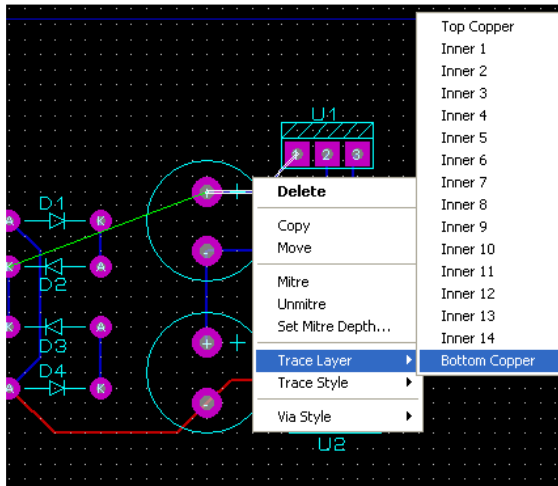 Top Copper
Inner 1
Inner 2
Inner 3
Inner 4
Inner 5
Inner 6
Inner 7
Inner 8
Inner 9
Inner 10
Inner 11
Inner 12
Inner 13
Inner 14
Bottom Copper
U1
1 2 3
Delete
Copy
Move
Mitre
Unmitre
Set Mitre Depth...
Trace Layer
Trace Style
Via Style
D1
A K
+ +
K A
D2
-
K A
D3
+ +
D4
A K
-
U2